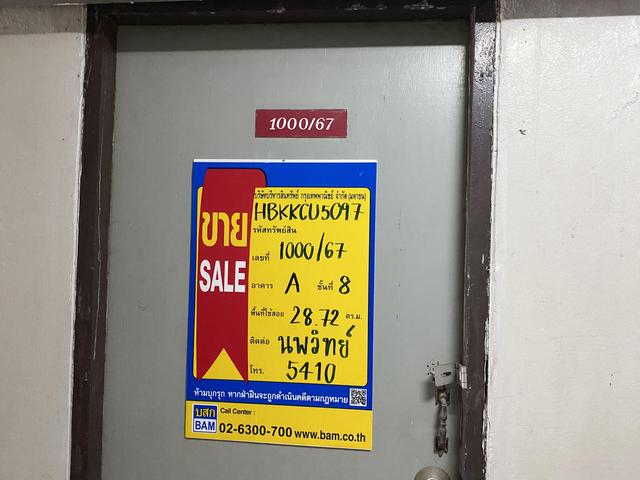 1000/67
บริษัทบริหารสินทรัพย์ กรุงเทพพาณิชย์ จำกัด (มหาชน)
ขาย
SALE
HBKKCU5097
รหัสทรัพย์สิน
เลขที่ 1000/67
อาคาร A ชั้นที่ 8
พื้นที่ใช้สอย 28.72 ตร.ม.
ติดต่อ นพวิทย์
โทร. 5410
ห้ามบุกรุก หากฝ่าฝืนจะถูกดำเนินคดีตามกฎหมาย
บสก
BAM
Call Center :
02-6300-700 www.bam.co.th